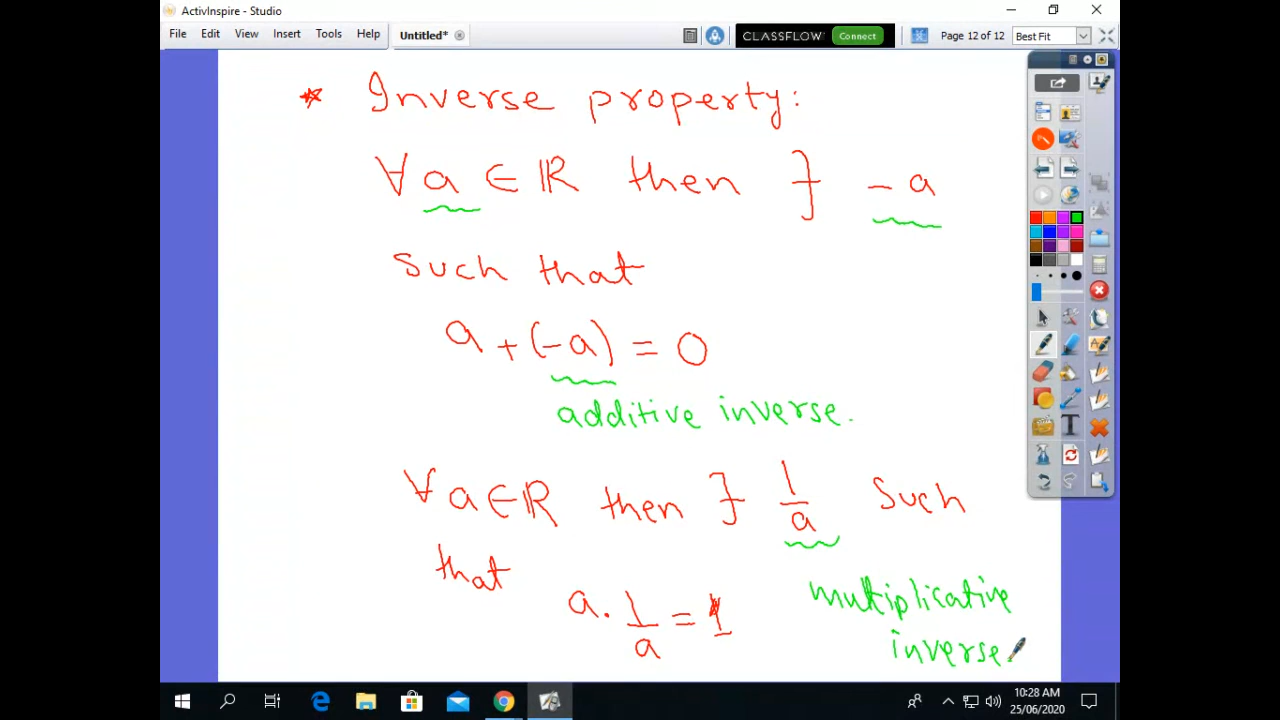 ActivInspire - Studio
File Edit View Insert Tools Help Untitled* CLASSFLOW Connect Page 12 of 12 Best Fit
* Inverse property:
∀ a ∈ ℝ then ∃ - a
Such that
a + (-a) = 0
additive inverse.
∀ a ∈ ℝ then ∃ 1/a Such
that
a . 1/a = 1
multiplicative
inverse
10:28 AM
25/06/2020